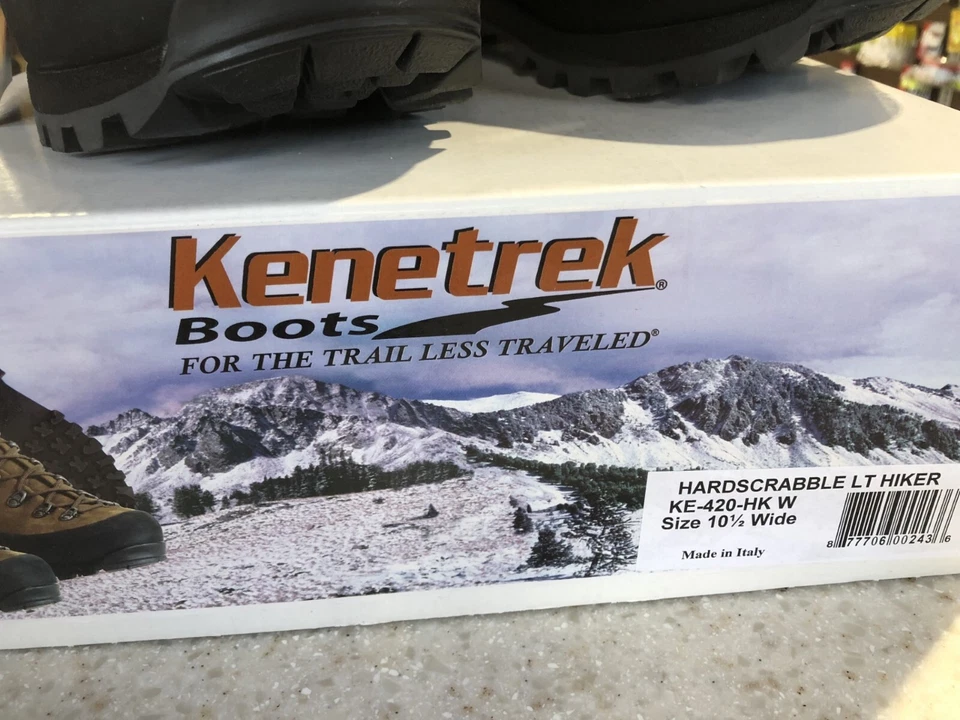 Kenetrek®
Boots
FOR THE TRAIL LESS TRAVELED®
HARDSCRABBLE LT HIKER
KE-420-HK W
Size 10½ Wide
Made in Italy
8 77706 00243 6